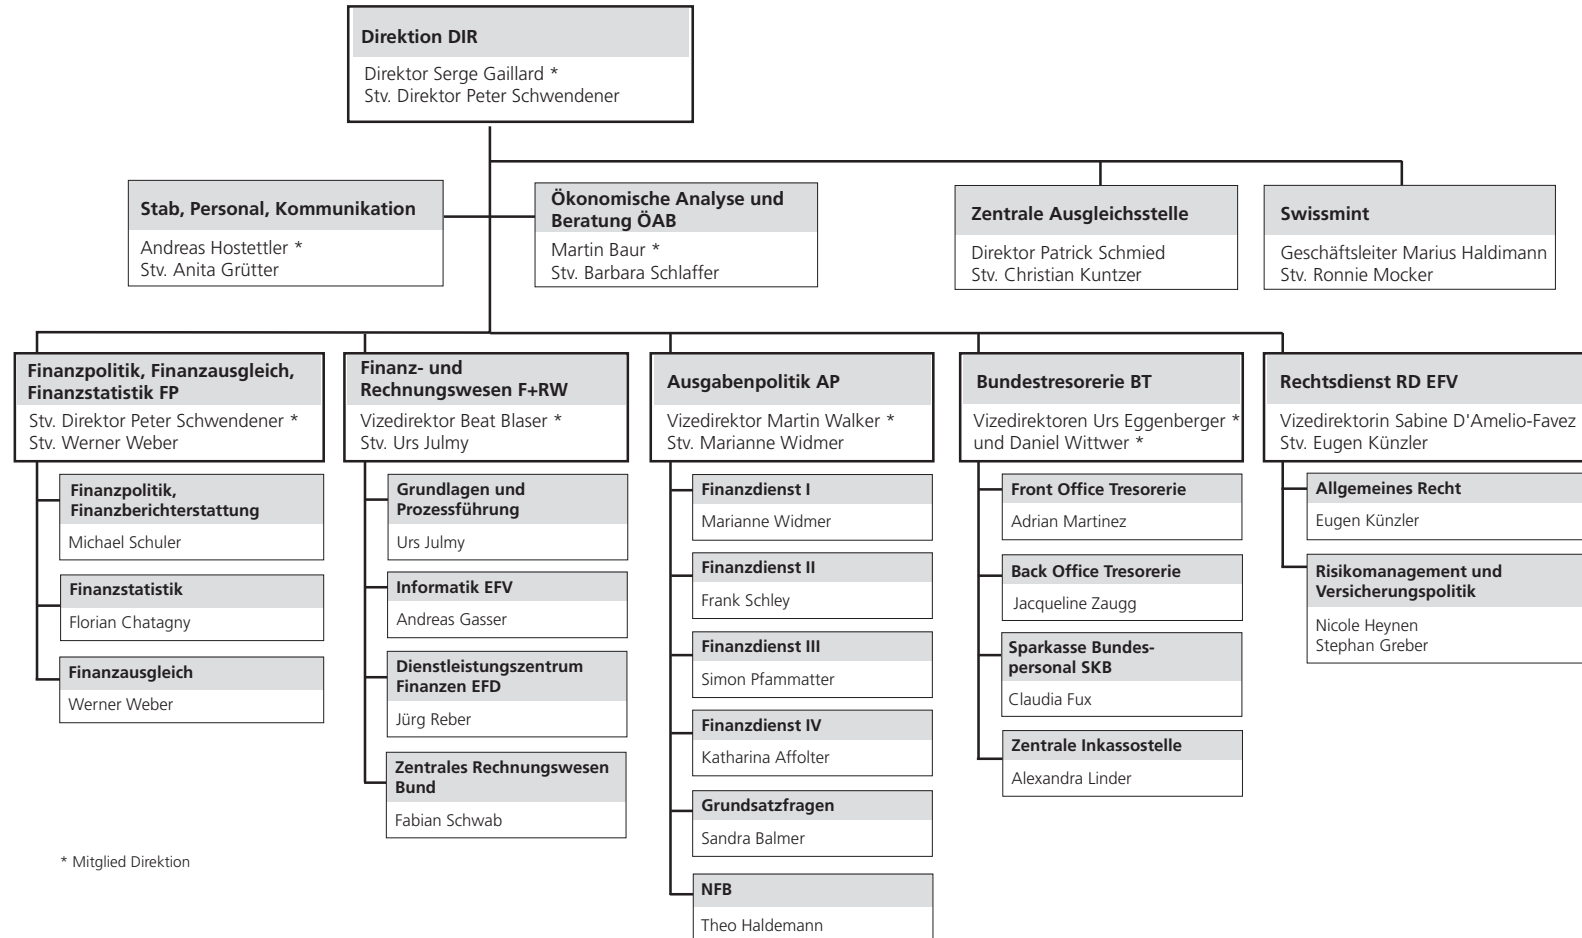 Direktion DIR
Direktor Serge Gaillard *
Stv. Direktor Peter Schwendener
Stab, Personal, Kommunikation
Andreas Hostettler *
Stv. Anita Grütter
Ökonomische Analyse und
Beratung ÖAB
Martin Baur *
Stv. Barbara Schlaffer
Zentrale Ausgleichsstelle
Direktor Patrick Schmied
Stv. Christian Kuntzer
Swissmint
Geschäftsleiter Marius Haldimann
Stv. Ronnie Mocker
Finanzpolitik, Finanzausgleich,
Finanzstatistik FP
Stv. Direktor Peter Schwendener *
Stv. Werner Weber
Finanzpolitik,
Finanzberichterstattung
Michael Schuler
Finanzstatistik
Florian Chatagny
Finanzausgleich
Werner Weber
Finanz- und
Rechnungswesen F+RW
Vizedirektor Beat Blaser *
Stv. Urs Julmy
Grundlagen und
Prozessführung
Urs Julmy
Informatik EFV
Andreas Gasser
Dienstleistungszentrum
Finanzen EFD
Jürg Reber
Zentrales Rechnungswesen
Bund
Fabian Schwab
Ausgabenpolitik AP
Vizedirektor Martin Walker *
Stv. Marianne Widmer
Finanzdienst I
Marianne Widmer
Finanzdienst II
Frank Schley
Finanzdienst III
Simon Pfammatter
Finanzdienst IV
Katharina Affolter
Grundsatzfragen
Sandra Balmer
NFB
Theo Haldemann
Bundestresorerie BT
Vizedirektoren Urs Eggenberger *
und Daniel Wittwer *
Front Office Tresorerie
Adrian Martinez
Back Office Tresorerie
Jacqueline Zaugg
Sparkasse Bundes-
personal SKB
Claudia Fux
Zentrale Inkassostelle
Alexandra Linder
Rechtsdienst RD EFV
Vizedirektorin Sabine D'Amelio-Favez
Stv. Eugen Künzler
Allgemeines Recht
Eugen Künzler
Risikomanagement und
Versicherungspolitik
Nicole Heynen
Stephan Greber
* Mitglied Direktion